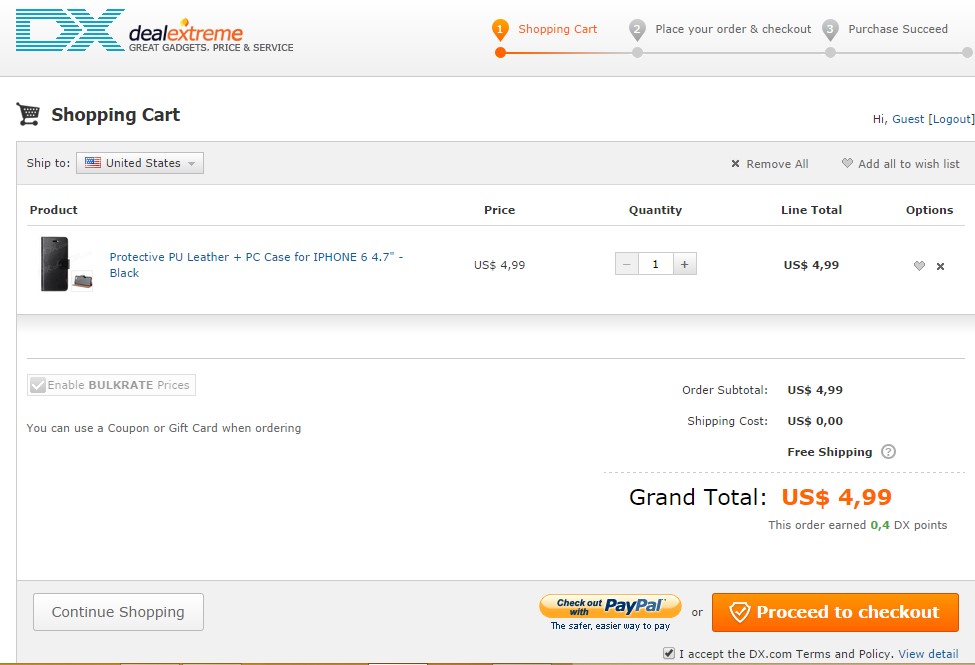 DX dealextreme
GREAT GADGETS. PRICE & SERVICE
1 Shopping Cart 2 Place your order & checkout 3 Purchase Succeed
Shopping Cart
Hi, Guest [Logout]
Ship to: United States Remove All Add all to wish list
Product Price Quantity Line Total Options
Protective PU Leather + PC Case for IPHONE 6 4.7" -
Black
US$ 4,99 − 1 + US$ 4,99
Enable BULKRATE Prices
You can use a Coupon or Gift Card when ordering
Order Subtotal: US$ 4,99
Shipping Cost: US$ 0,00
Free Shipping ?
Grand Total: US$ 4,99
This order earned 0,4 DX points
Continue Shopping
Check out
with PayPal
The safer, easier way to pay
or
Proceed to checkout
I accept the DX.com Terms and Policy. View detail